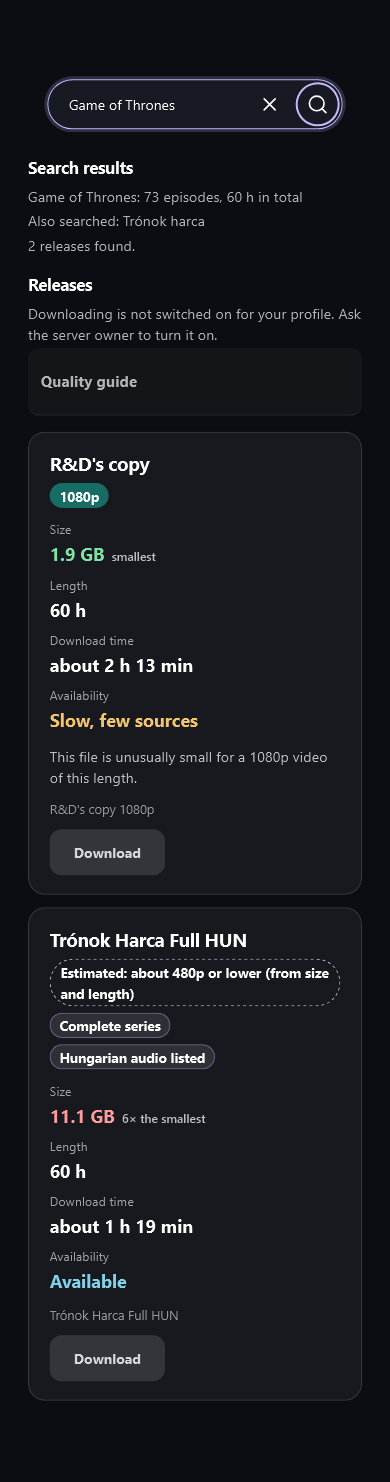 Game of Thrones
Search results
Game of Thrones: 73 episodes, 60 h in total
Also searched: Trónok harca
2 releases found.
Releases
Downloading is not switched on for your profile. Ask
the server owner to turn it on.
Quality guide
R&D's copy
1080p
Size
1.9 GB smallest
Length
60 h
Download time
about 2 h 13 min
Availability
Slow, few sources
This file is unusually small for a 1080p video
of this length.
R&D's copy 1080p
Download
Trónok Harca Full HUN
Estimated: about 480p or lower (from size
and length)
Complete series
Hungarian audio listed
Size
11.1 GB 6× the smallest
Length
60 h
Download time
about 1 h 19 min
Availability
Available
Trónok Harca Full HUN
Download